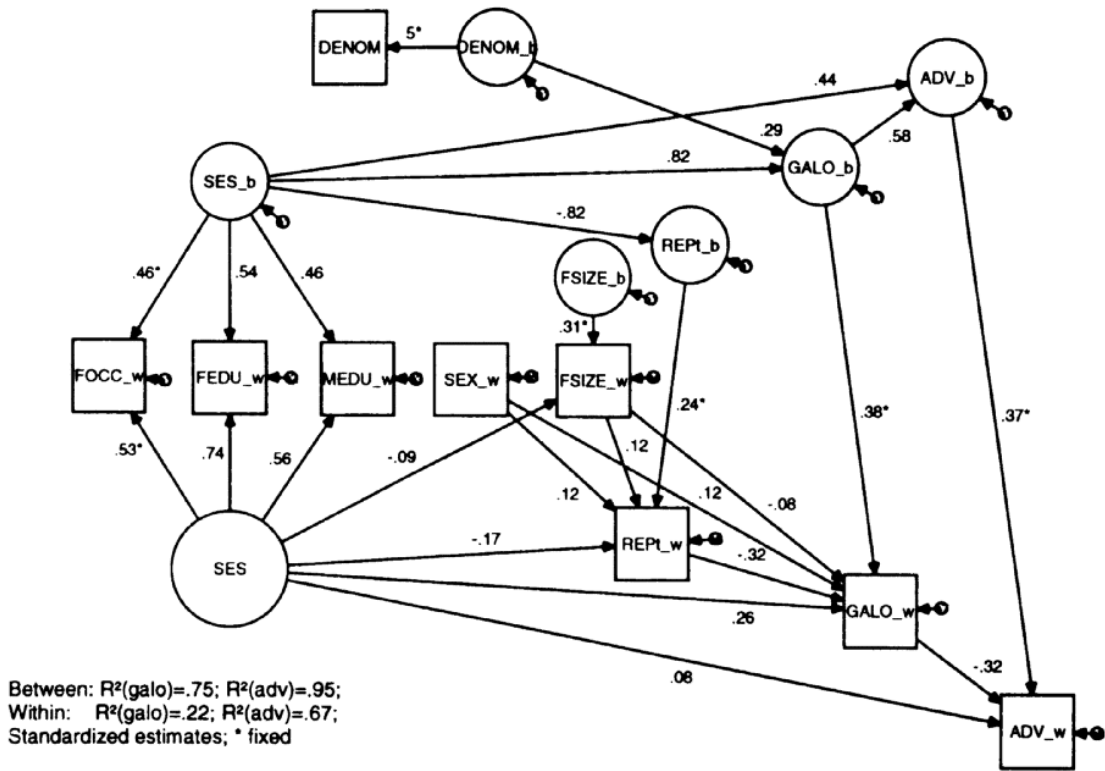 DENOM
5*
DENOM_b
ADV_b
.44
.29
.58
SES_b
.82
GALO_b
-.82
REPt_b
FSIZE_b
.46*
.54
.46
.31*
FOCC_w
FEDU_w
MEDU_w
SEX_w
FSIZE_w
.24*
.38*
.37*
.53*
.74
.56
-.09
.12
.12
.12
-.08
SES
-.17
REPt_w
-.32
.26
GALO_w
.08
-.32
ADV_w
Between: R²(galo)=.75; R²(adv)=.95;
Within: R²(galo)=.22; R²(adv)=.67;
Standardized estimates; * fixed